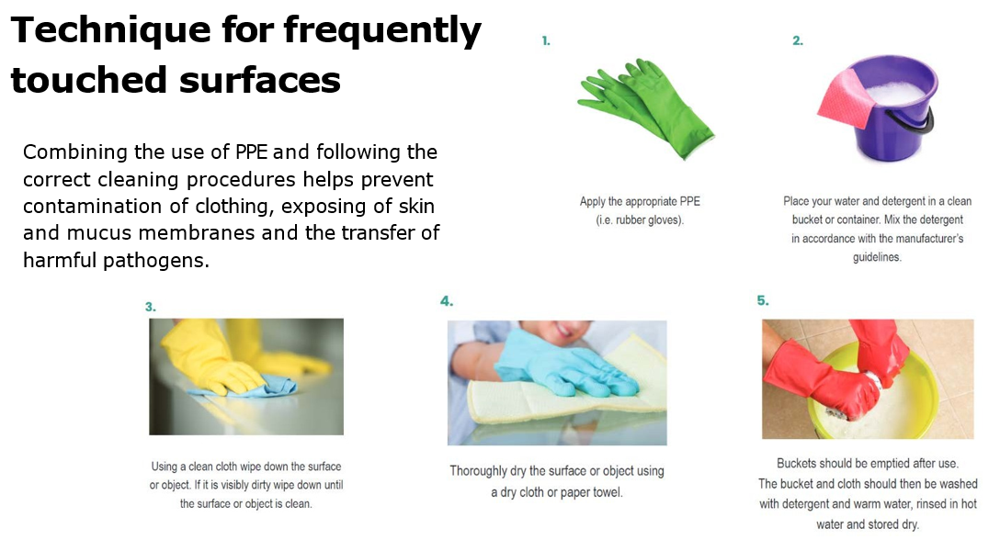 Technique for frequently
touched surfaces
Combining the use of PPE and following the
correct cleaning procedures helps prevent
contamination of clothing, exposing of skin
and mucus membranes and the transfer of
harmful pathogens.
1.
Apply the appropriate PPE
(i.e. rubber gloves).
2.
Place your water and detergent in a clean
bucket or container. Mix the detergent
in accordance with the manufacturer’s
guidelines.
3.
Using a clean cloth wipe down the surface
or object. If it is visibly dirty wipe down until
the surface or object is clean.
4.
Thoroughly dry the surface or object using
a dry cloth or paper towel.
5.
Buckets should be emptied after use.
The bucket and cloth should then be washed
with detergent and warm water, rinsed in hot
water and stored dry.